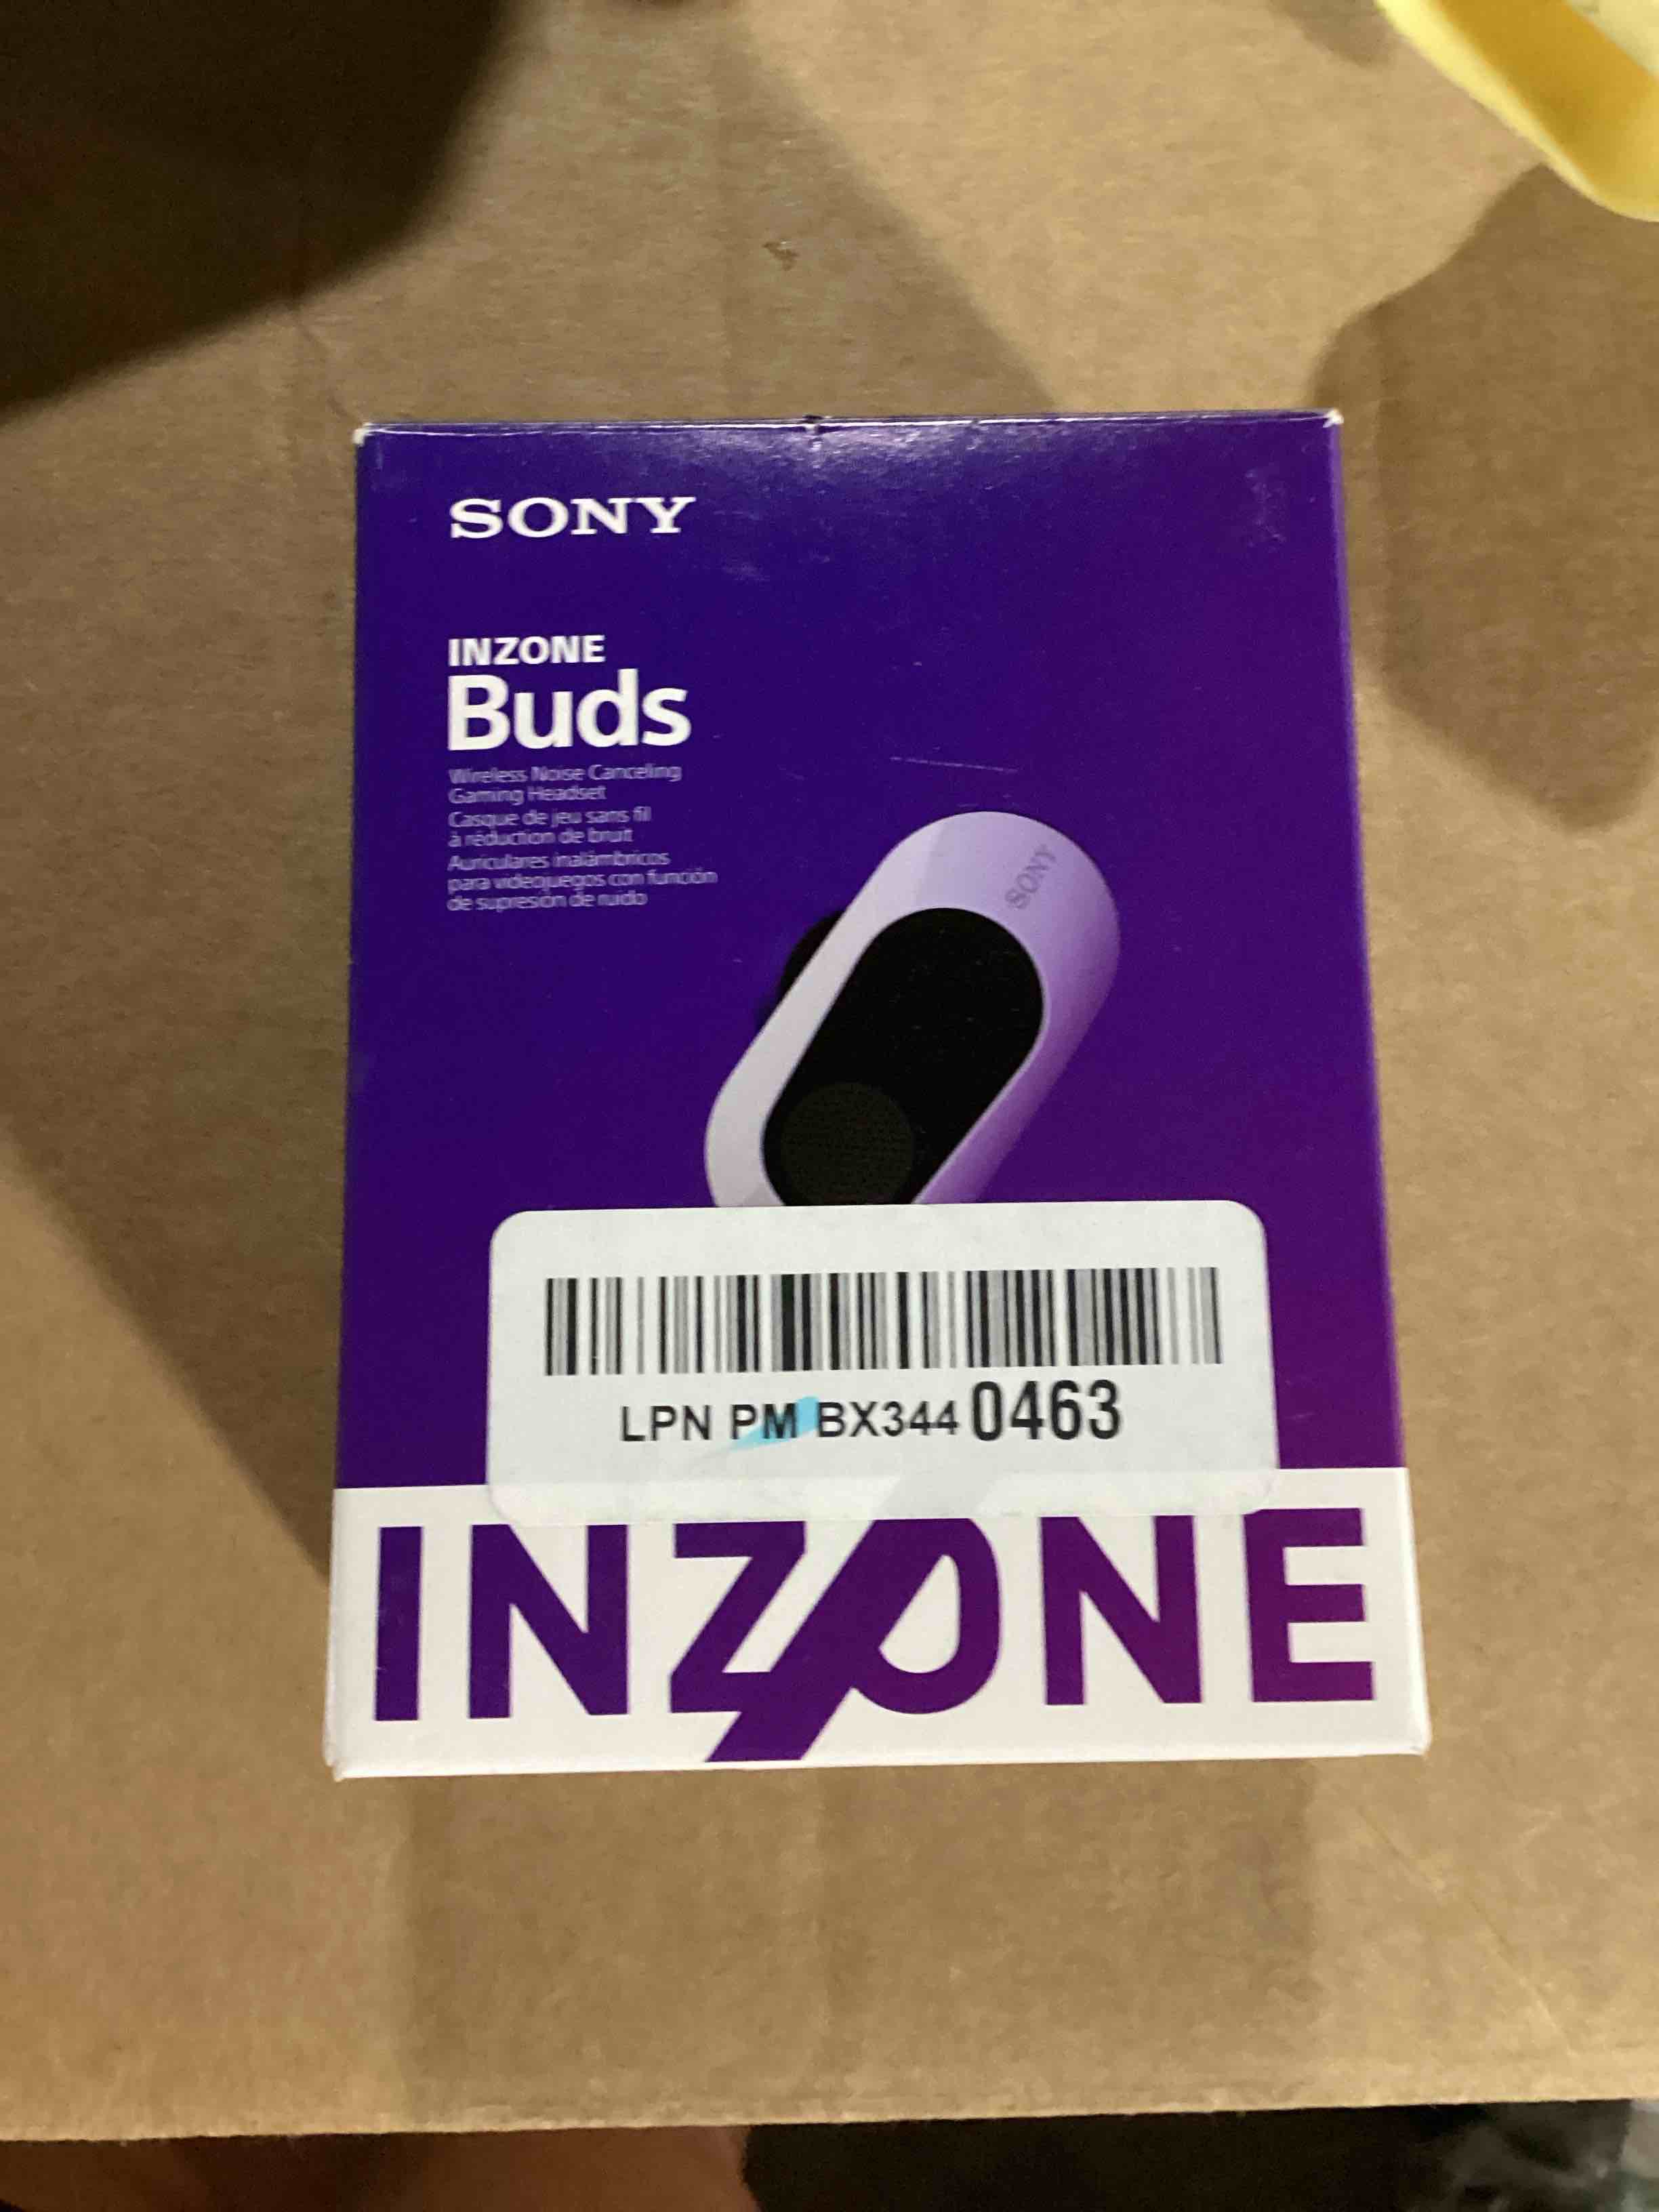 SONY
INZONE
Buds
Wireless Noise Canceling
Gaming Headset
Casque de jeu sans fil
à réduction de bruit
Auriculares inalámbricos
para videojuegos con función
de supresión de ruido
SONY
LPN PM BX344 0463
INZONE